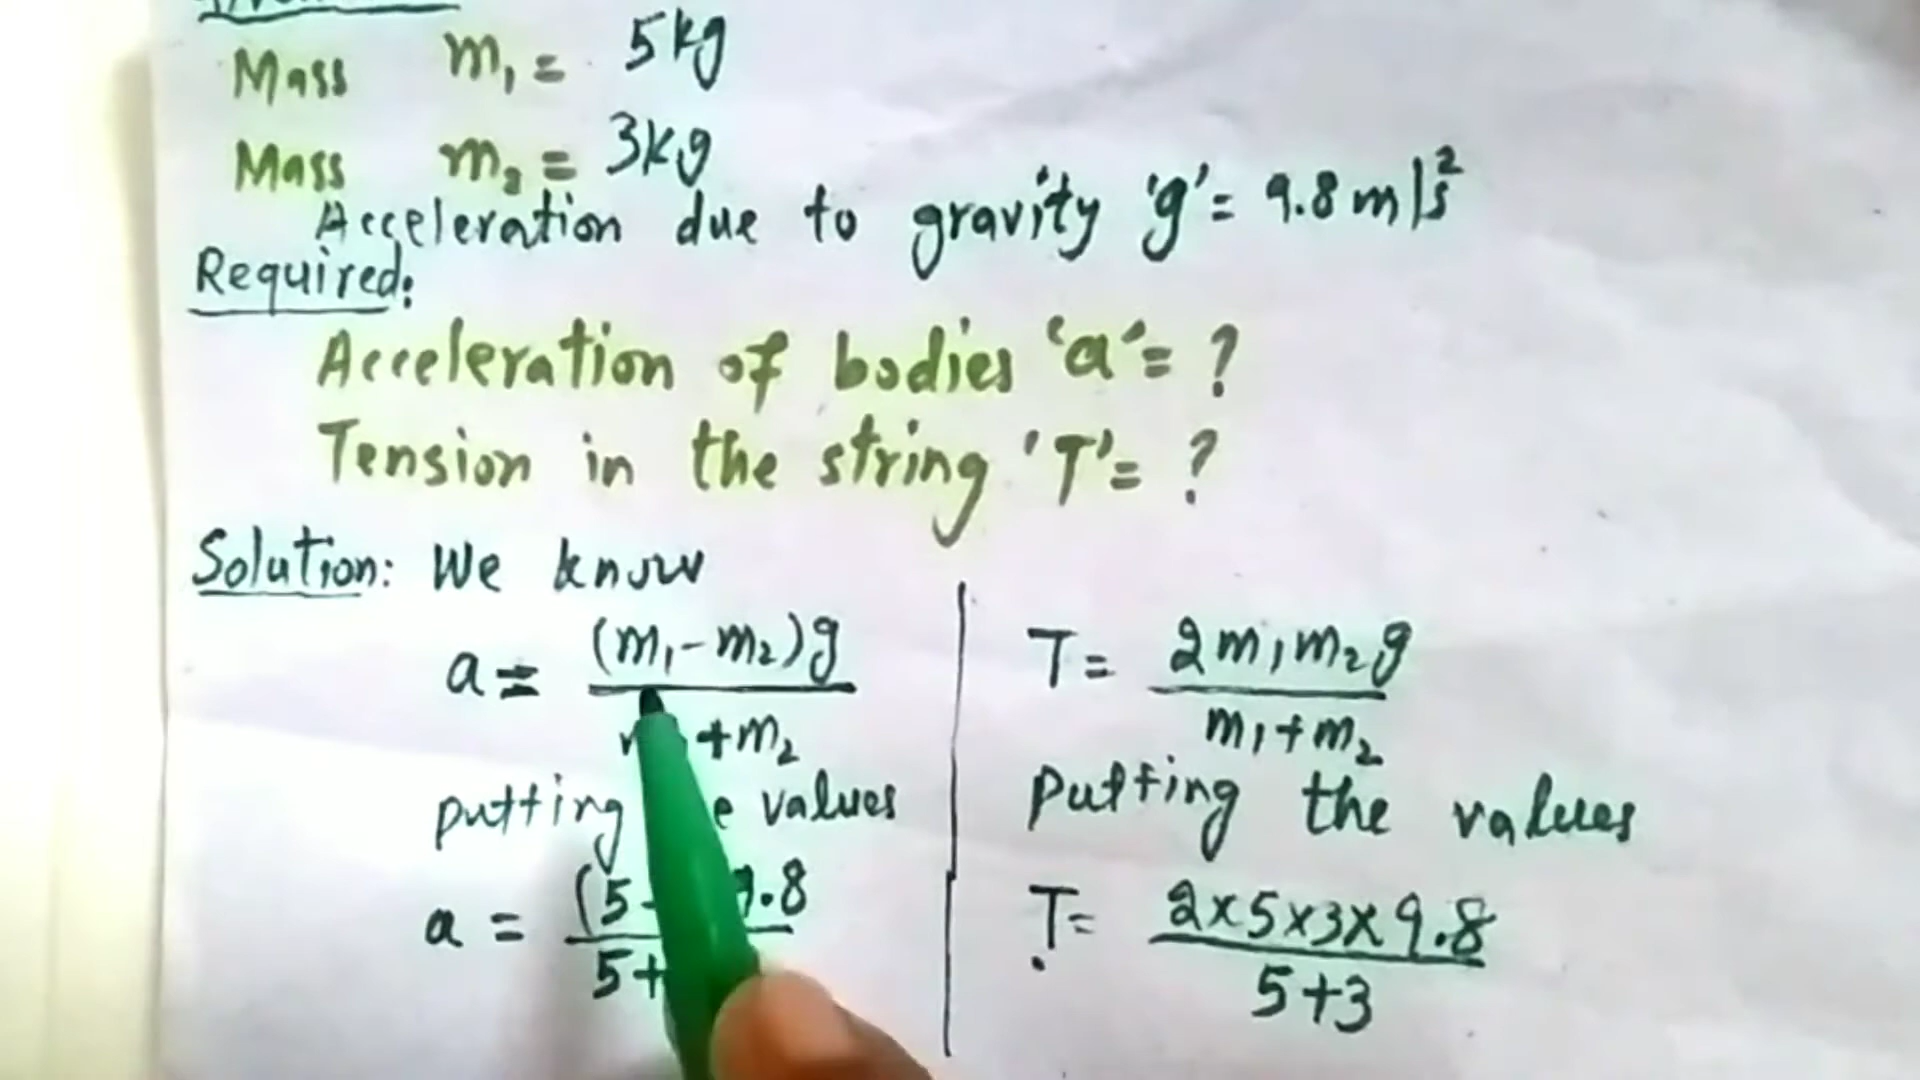 Mass m₁ = 5kg
Mass m₂ = 3kg
Acceleration due to gravity 'g' = 9.8 m/s²
Required:
Acceleration of bodies 'a' = ?
Tension in the string 'T' = ?
Solution: We know
a = (m₁ - m₂)g
+ m₂
putting values
a = (5- 9.8
5+
T = 2m₁m₂g
m₁+m₂
Putting the values
T = 2x5x3x9.8
5+3